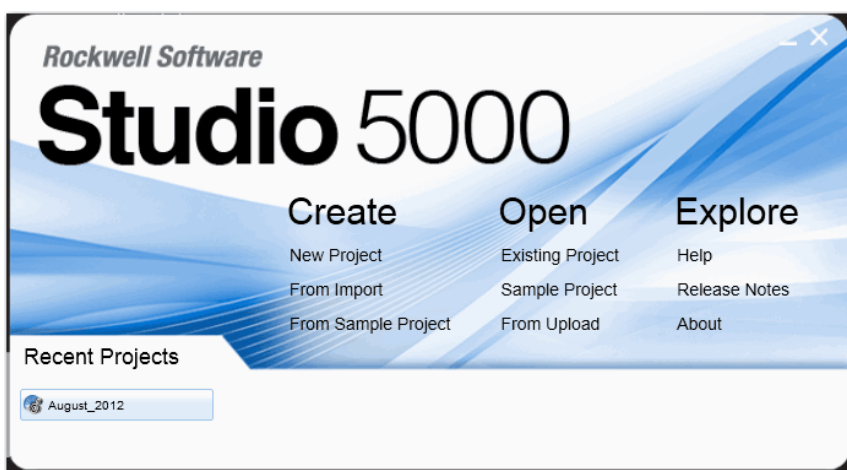 Rockwell Software
Studio 5000
Create
New Project
From Import
From Sample Project
Open
Existing Project
Sample Project
From Upload
Explore
Help
Release Notes
About
Recent Projects
August_2012